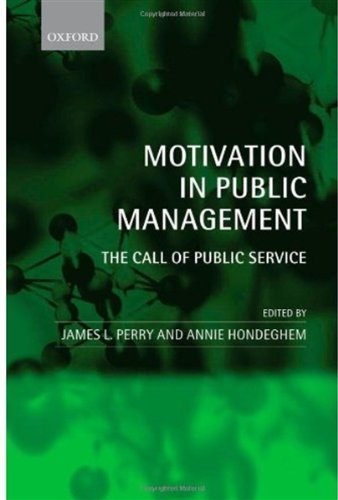 OXFORD
MOTIVATION
IN PUBLIC
MANAGEMENT
THE CALL OF PUBLIC SERVICE
EDITED BY
JAMES L. PERRY AND ANNIE HONDEGHEM